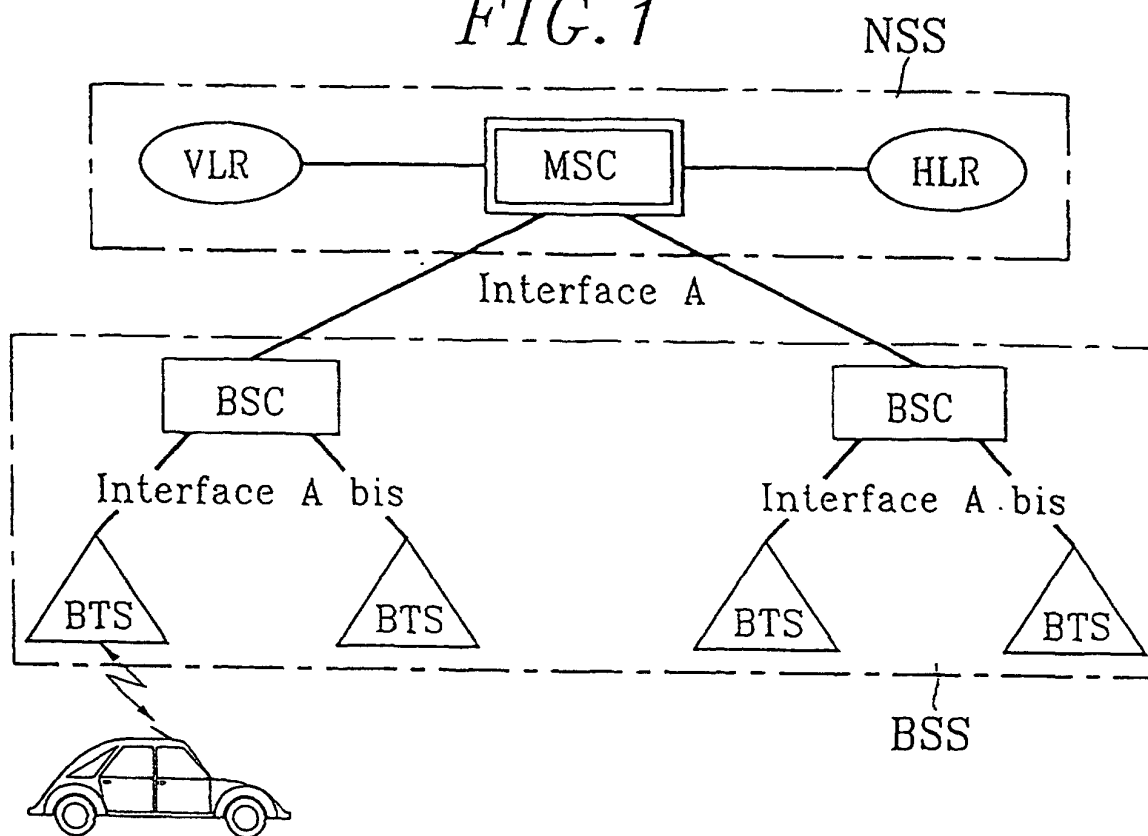 FIG. 1
NSS
VLR
MSC
HLR
Interface A
BSC
BSC
Interface A bis
Interface A bis
BTS
BTS
BTS
BTS
BSS